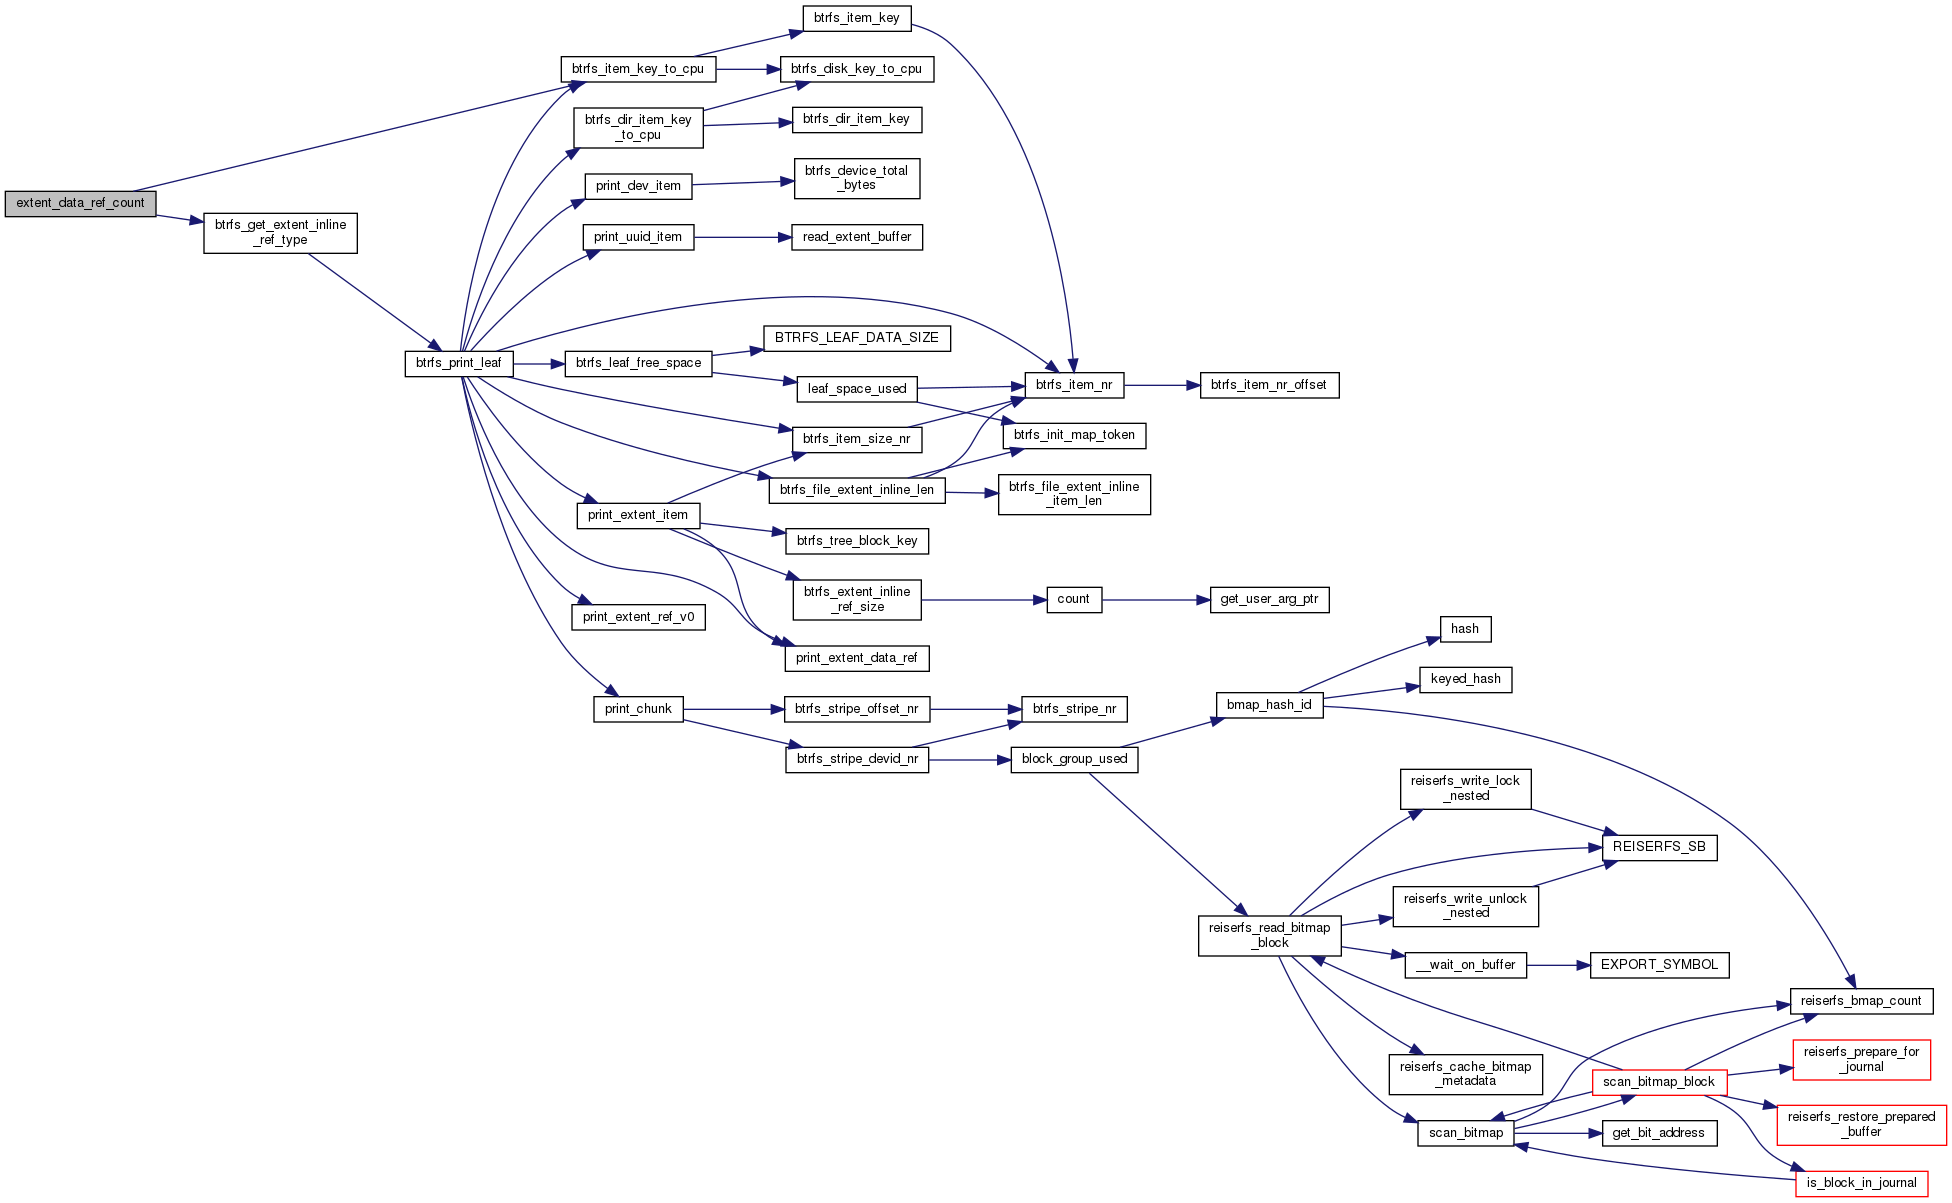 btrfs_item_key
btrfs_item_key_to_cpu
btrfs_disk_key_to_cpu
btrfs_dir_item_key
_to_cpu
btrfs_dir_item_key
print_dev_item
btrfs_device_total
_bytes
extent_data_ref_count
btrfs_get_extent_inline
_ref_type
print_uuid_item
read_extent_buffer
btrfs_print_leaf
btrfs_leaf_free_space
BTRFS_LEAF_DATA_SIZE
leaf_space_used
btrfs_item_nr
btrfs_item_nr_offset
btrfs_item_size_nr
btrfs_init_map_token
btrfs_file_extent_inline_len
btrfs_file_extent_inline
_item_len
print_extent_item
btrfs_tree_block_key
btrfs_extent_inline
_ref_size
count
get_user_arg_ptr
print_extent_ref_v0
print_extent_data_ref
hash
keyed_hash
print_chunk
btrfs_stripe_offset_nr
btrfs_stripe_nr
bmap_hash_id
btrfs_stripe_devid_nr
block_group_used
reiserfs_write_lock
_nested
REISERFS_SB
reiserfs_write_unlock
_nested
reiserfs_read_bitmap
_block
__wait_on_buffer
EXPORT_SYMBOL
reiserfs_bmap_count
reiserfs_cache_bitmap
_metadata
scan_bitmap_block
reiserfs_prepare_for
_journal
reiserfs_restore_prepared
_buffer
scan_bitmap
get_bit_address
is_block_in_journal